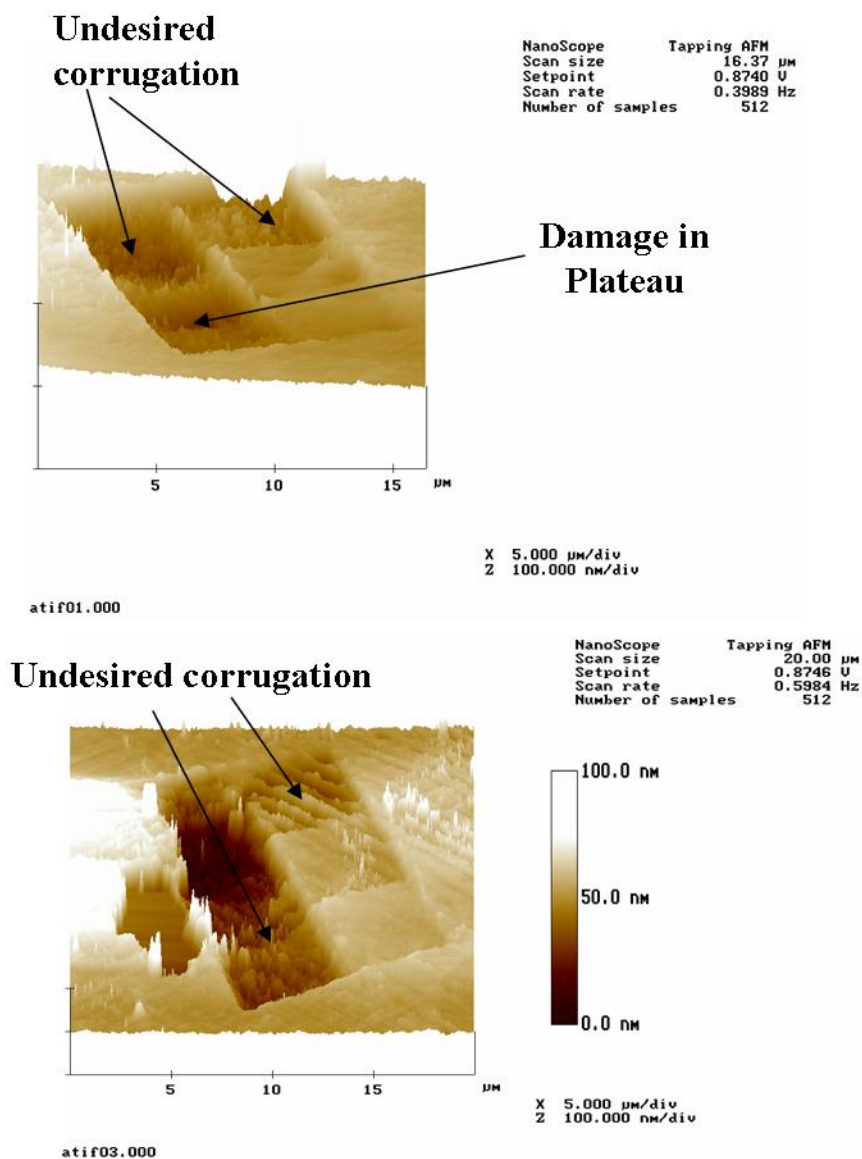 Undesired
corrugation
NanoScope Tapping AFM
Scan size 16.37 µm
Setpoint 0.8740 V
Scan rate 0.3989 Hz
Number of samples 512
Damage in
Plateau
5 10 15 µm
X 5.000 µm/div
Z 100.000 nm/div
atif01.000
NanoScope Tapping AFM
Scan size 20.00 µm
Setpoint 0.8746 V
Scan rate 0.5984 Hz
Number of samples 512
Undesired corrugation
100.0 nm
50.0 nm
0.0 nm
5 10 15 µm
X 5.000 µm/div
Z 100.000 nm/div
atif03.000